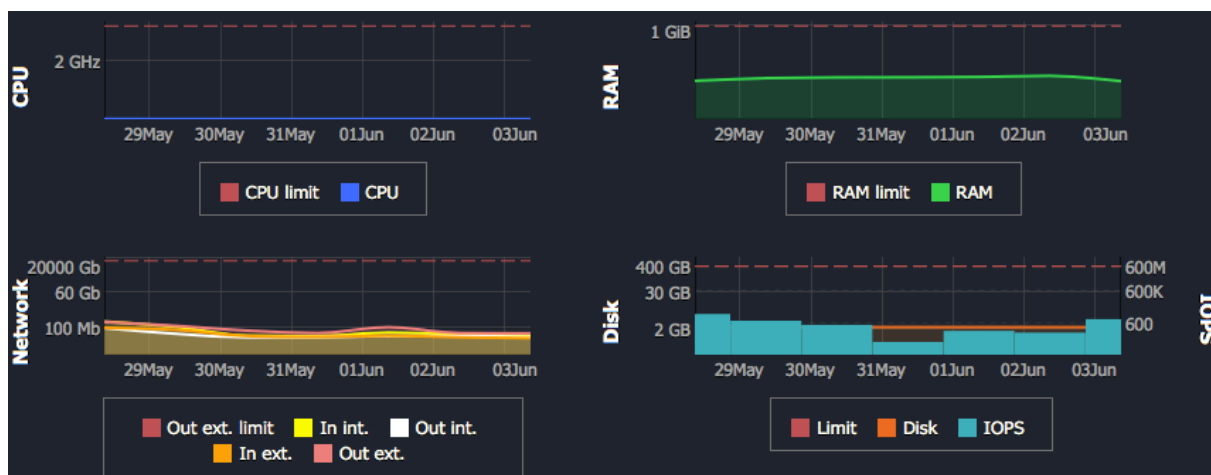 CPU
2 GHz
29May 30May 31May 01Jun 02Jun 03Jun
CPU limit CPU
RAM
1 GiB
29May 30May 31May 01Jun 02Jun 03Jun
RAM limit RAM
Network
20000 Gb
60 Gb
100 Mb
29May 30May 31May 01Jun 02Jun 03Jun
Out ext. limit In int. Out int.
In ext. Out ext.
Disk
400 GB 600M
30 GB 600K
2 GB 600
IOPS
29May 30May 31May 01Jun 02Jun 03Jun
Limit Disk IOPS